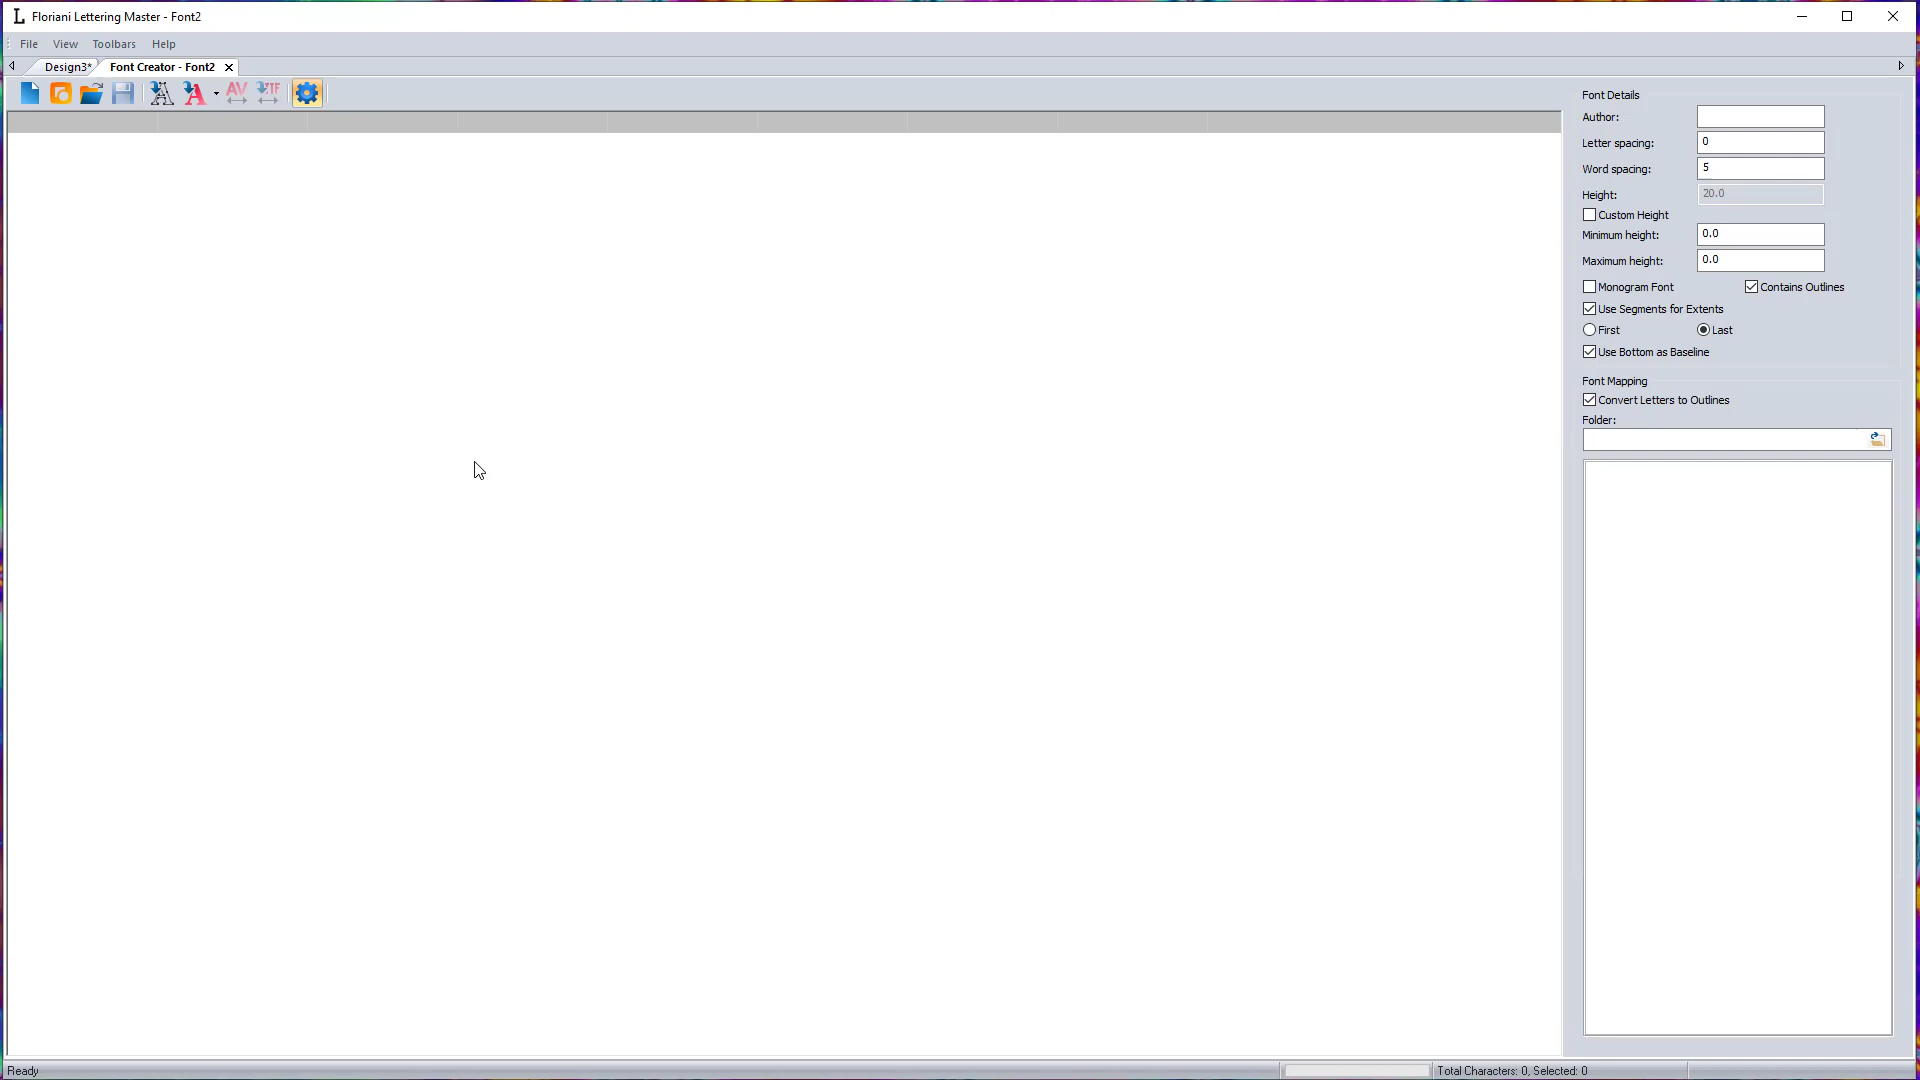 Floriani Lettering Master - Font2
File View Toolbars Help
Design3* Font Creator - Font2
Font Details
Author:
Letter spacing: 0
Word spacing: 5
Height: 20.0
Custom Height
Minimum height: 0.0
Maximum height: 0.0
Monogram Font Contains Outlines
Use Segments for Extents
First Last
Use Bottom as Baseline
Font Mapping
Convert Letters to Outlines
Folder:
Ready Total Characters: 0, Selected: 0